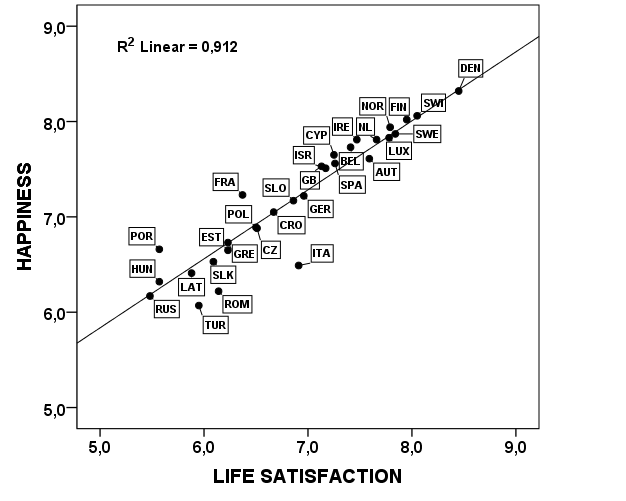 R2 Linear = 0,912
HAPPINESS
9,0
8,0
7,0
6,0
5,0
DEN
NOR
FIN
SWI
IRE
NL
SWE
CYP
LUX
ISR
BEL
AUT
GB
SPA
FRA
SLO
GER
POL
CRO
EST
CZ
GRE
ITA
POR
HUN
SLK
LAT
RUS
ROM
TUR
5,0 6,0 7,0 8,0 9,0
LIFE SATISFACTION